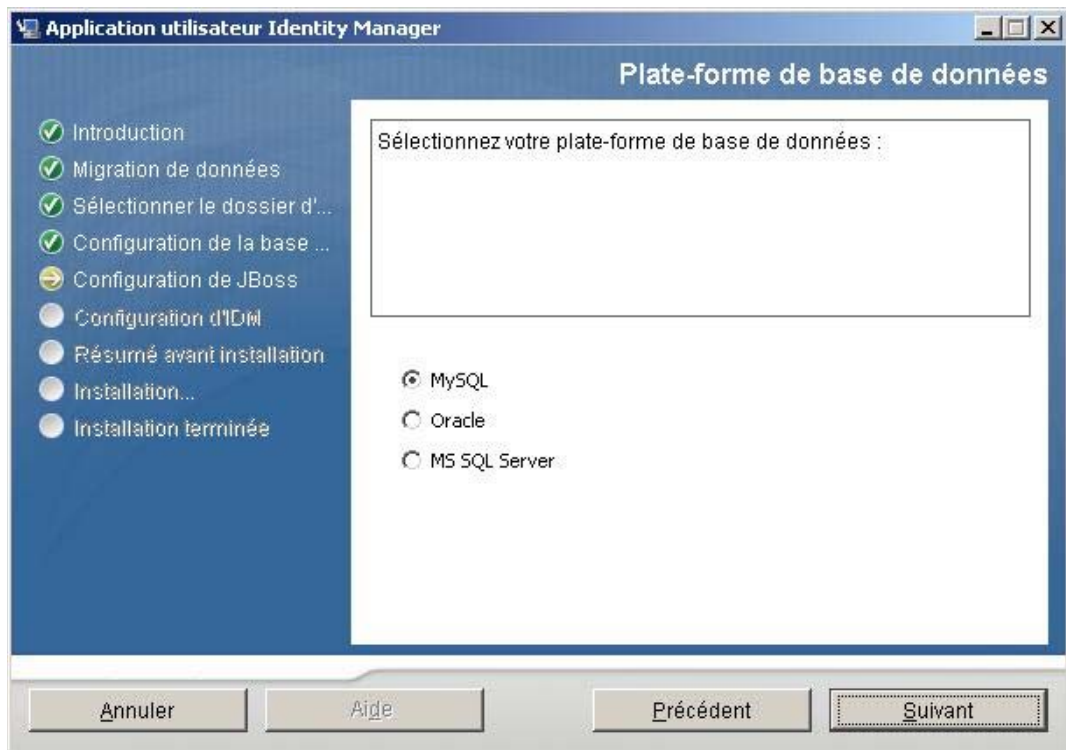 Application utilisateur Identity Manager
Plate-forme de base de données
Introduction
Migration de données
Sélectionner le dossier d'...
Configuration de la base ...
Configuration de JBoss
Configuration d'IDM
Résumé avant installation
Installation...
Installation terminée
Sélectionnez votre plate-forme de base de données :
MySQL
Oracle
MS SQL Server
Annuler
Aide
Précédent
Suivant